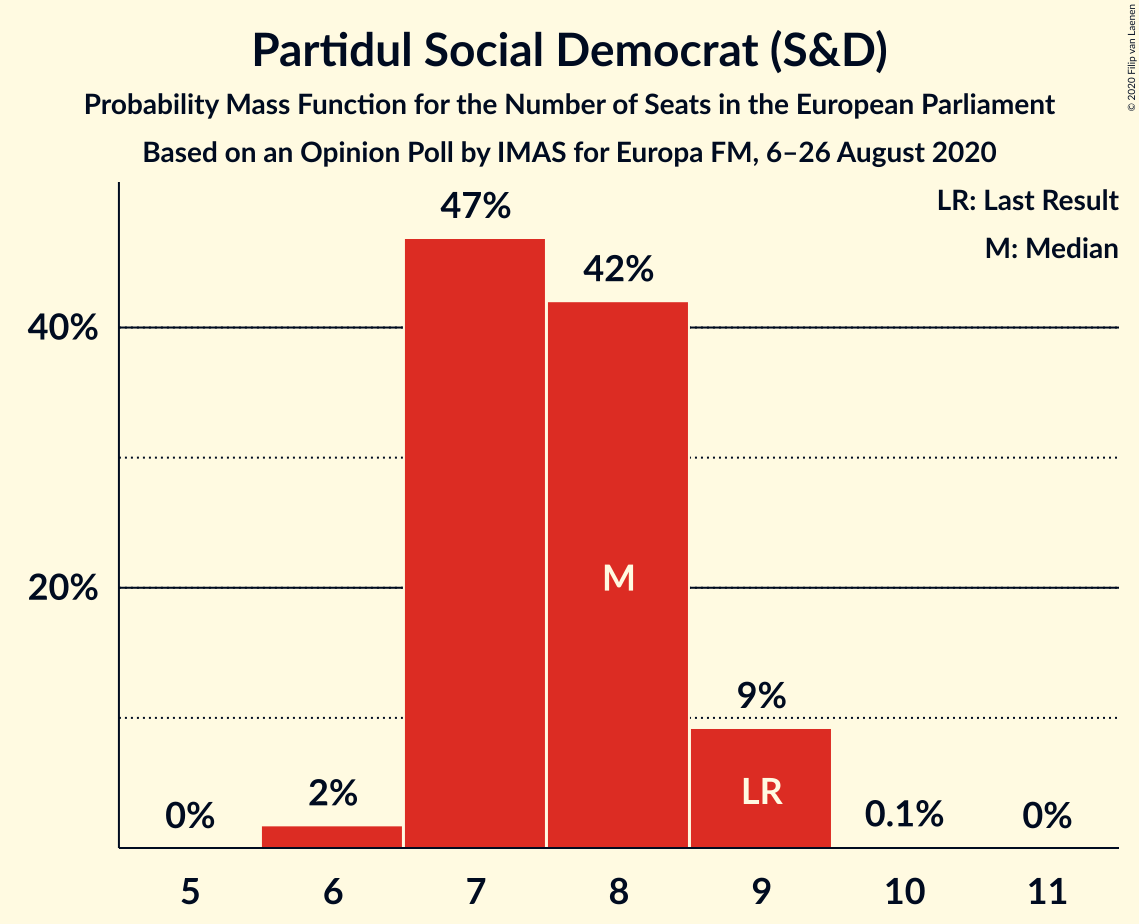 Partidul Social Democrat (S&D)
Probability Mass Function for the Number of Seats in the European Parliament
Based on an Opinion Poll by IMAS for Europa FM, 6–26 August 2020
© 2020 Filip van Laenen
LR: Last Result
M: Median
47%
42%
40%
M
20%
9%
LR
2%
0%
0.1%
0%
5 6 7 8 9 10 11